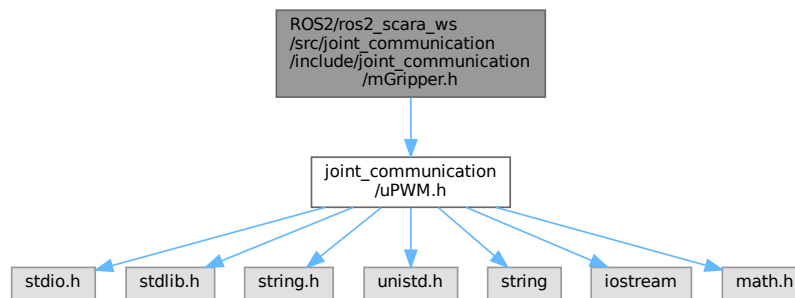 ROS2/ros2_scara_ws
/src/joint_communication
/include/joint_communication
/mGripper.h
joint_communication
/uPWM.h
stdio.h
stdlib.h
string.h
unistd.h
string
iostream
math.h